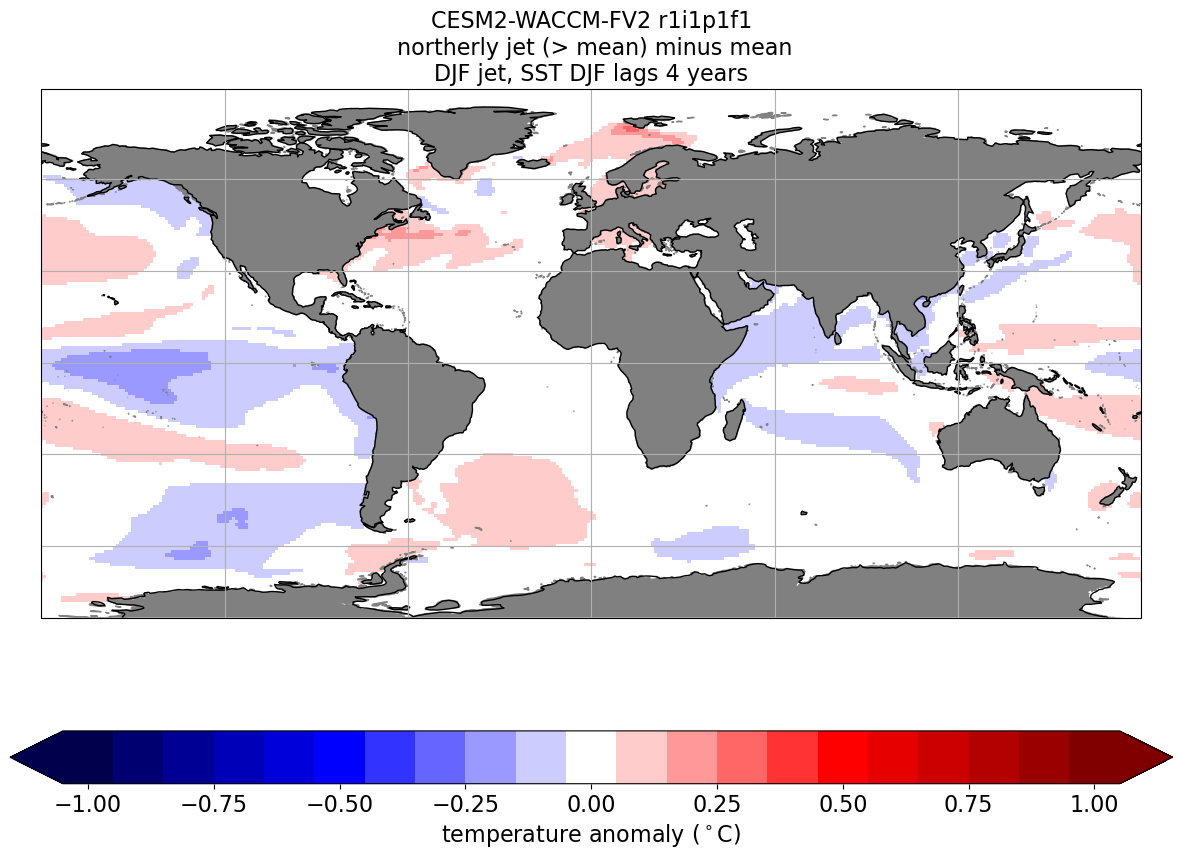 CESM2-WACCM-FV2 r1i1p1f1
northerly jet (> mean) minus mean
DJF jet, SST DJF lags 4 years
−1.00 −0.75 −0.50 −0.25 0.00 0.25 0.50 0.75 1.00
temperature anomaly (°C)